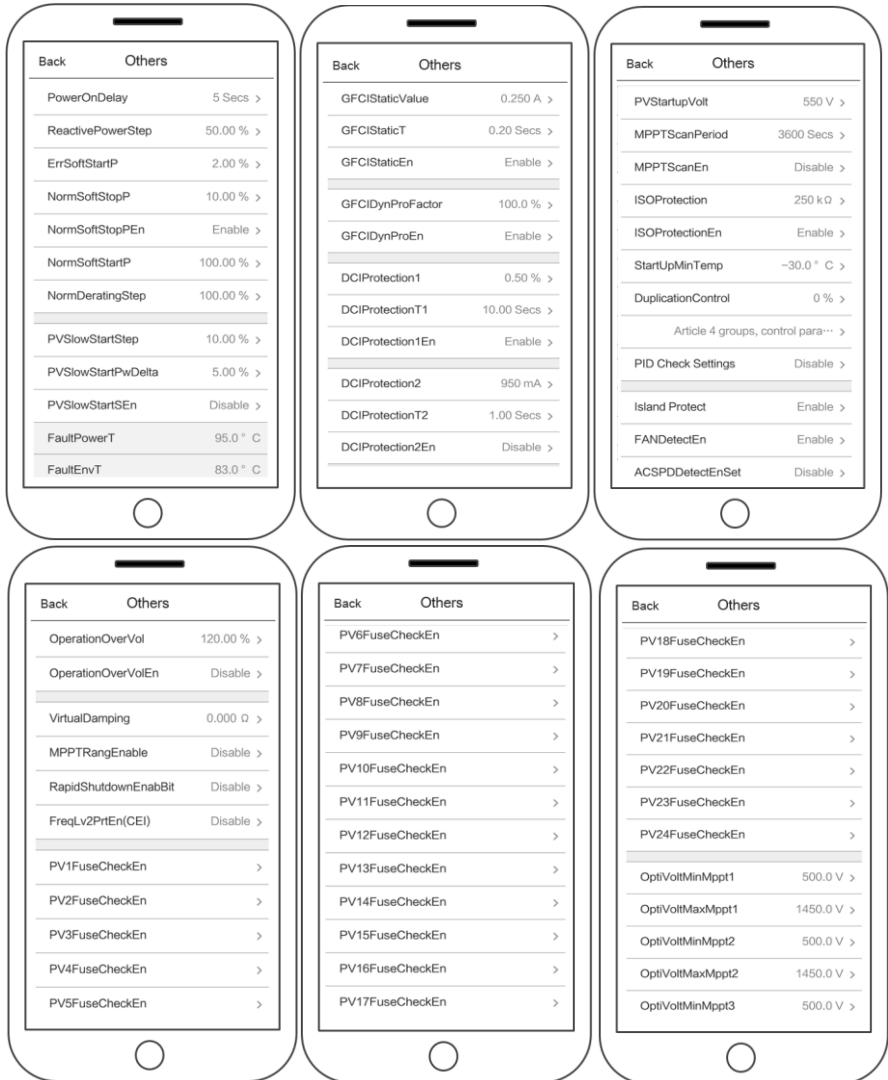 Back Others
PowerOnDelay 5 Secs >
ReactivePowerStep 50.00 % >
ErrSoftStartP 2.00 % >
NormSoftStopP 10.00 % >
NormSoftStopPEn Enable >
NormSoftStartP 100.00 % >
NormDeratingStep 100.00 % >
PVSlowStartStep 10.00 % >
PVSlowStartPwDelta 5.00 % >
PVSlowStartSEn Disable >
FaultPowerT 95.0 ° C
FaultEnvT 83.0 ° C
Back Others
GFCIStaticValue 0.250 A >
GFCIStaticT 0.20 Secs >
GFCIStaticEn Enable >
GFCIDynProFactor 100.0 % >
GFCIDynProEn Enable >
DCIProtection1 0.50 % >
DCIProtectionT1 10.00 Secs >
DCIProtection1En Enable >
DCIProtection2 950 mA >
DCIProtectionT2 1.00 Secs >
DCIProtection2En Disable >
Back Others
PVStartupVolt 550 V >
MPPTScanPeriod 3600 Secs >
MPPTScanEn Disable >
ISOProtection 250 kΩ >
ISOProtectionEn Enable >
StartUpMinTemp −30.0 ° C >
DuplicationControl 0 % >
Article 4 groups, control para··· >
PID Check Settings Disable >
Island Protect Enable >
FANDetectEn Enable >
ACSPDDetectEnSet Disable >
Back Others
OperationOverVol 120.00 % >
OperationOverVolEn Disable >
VirtualDamping 0.000 Ω >
MPPTRangEnable Disable >
RapidShutdownEnabBit Disable >
FreqLv2PrtEn(CEI) Disable >
PV1FuseCheckEn >
PV2FuseCheckEn >
PV3FuseCheckEn >
PV4FuseCheckEn >
PV5FuseCheckEn >
Back Others
PV6FuseCheckEn >
PV7FuseCheckEn >
PV8FuseCheckEn >
PV9FuseCheckEn >
PV10FuseCheckEn >
PV11FuseCheckEn >
PV12FuseCheckEn >
PV13FuseCheckEn >
PV14FuseCheckEn >
PV15FuseCheckEn >
PV16FuseCheckEn >
PV17FuseCheckEn >
Back Others
PV18FuseCheckEn >
PV19FuseCheckEn >
PV20FuseCheckEn >
PV21FuseCheckEn >
PV22FuseCheckEn >
PV23FuseCheckEn >
PV24FuseCheckEn >
OptiVoltMinMppt1 500.0 V >
OptiVoltMaxMppt1 1450.0 V >
OptiVoltMinMppt2 500.0 V >
OptiVoltMaxMppt2 1450.0 V >
OptiVoltMinMppt3 500.0 V >